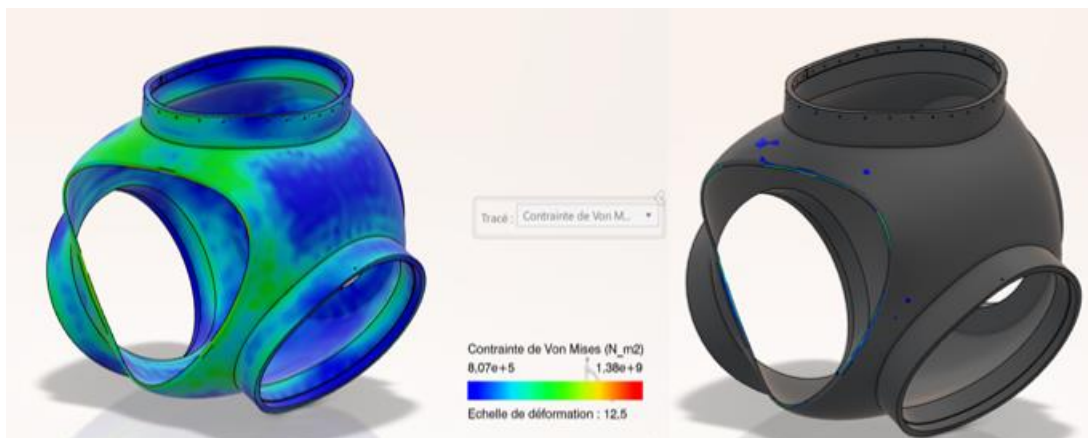 Tracé : Contrainte de Von M...
Contrainte de Von Mises (N_m2)
8,07e+5 1,38e+9
Echelle de déformation : 12,5